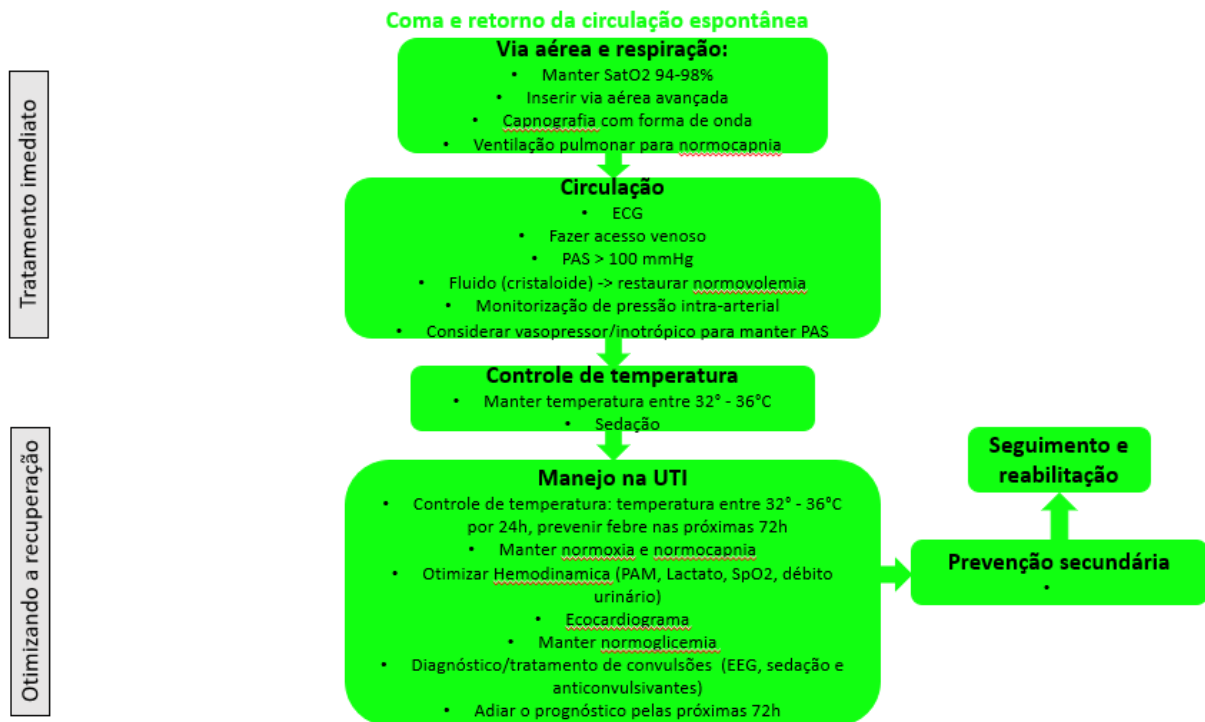 Coma e retorno da circulação espontânea
Tratamento imediato
Via aérea e respiração:
• Manter SatO2 94-98%
• Inserir via aérea avançada
• Capnografia com forma de onda
• Ventilação pulmonar para normocapnia
Circulação
• ECG
• Fazer acesso venoso
• PAS > 100 mmHg
• Fluido (cristaloide) -> restaurar normovolemia
• Monitorização de pressão intra-arterial
• Considerar vasopressor/inotrópico para manter PAS
Controle de temperatura
• Manter temperatura entre 32° - 36°C
• Sedação
Otimizando a recuperação
Manejo na UTI
• Controle de temperatura: temperatura entre 32° - 36°C
por 24h, prevenir febre nas próximas 72h
• Manter normoxia e normocapnia
• Otimizar Hemodinamica (PAM, Lactato, SpO2, débito
urinário)
• Ecocardiograma
• Manter normoglicemia
• Diagnóstico/tratamento de convulsões (EEG, sedação e
anticonvulsivantes)
• Adiar o prognóstico pelas próximas 72h
Seguimento e
reabilitação
Prevenção secundária
•